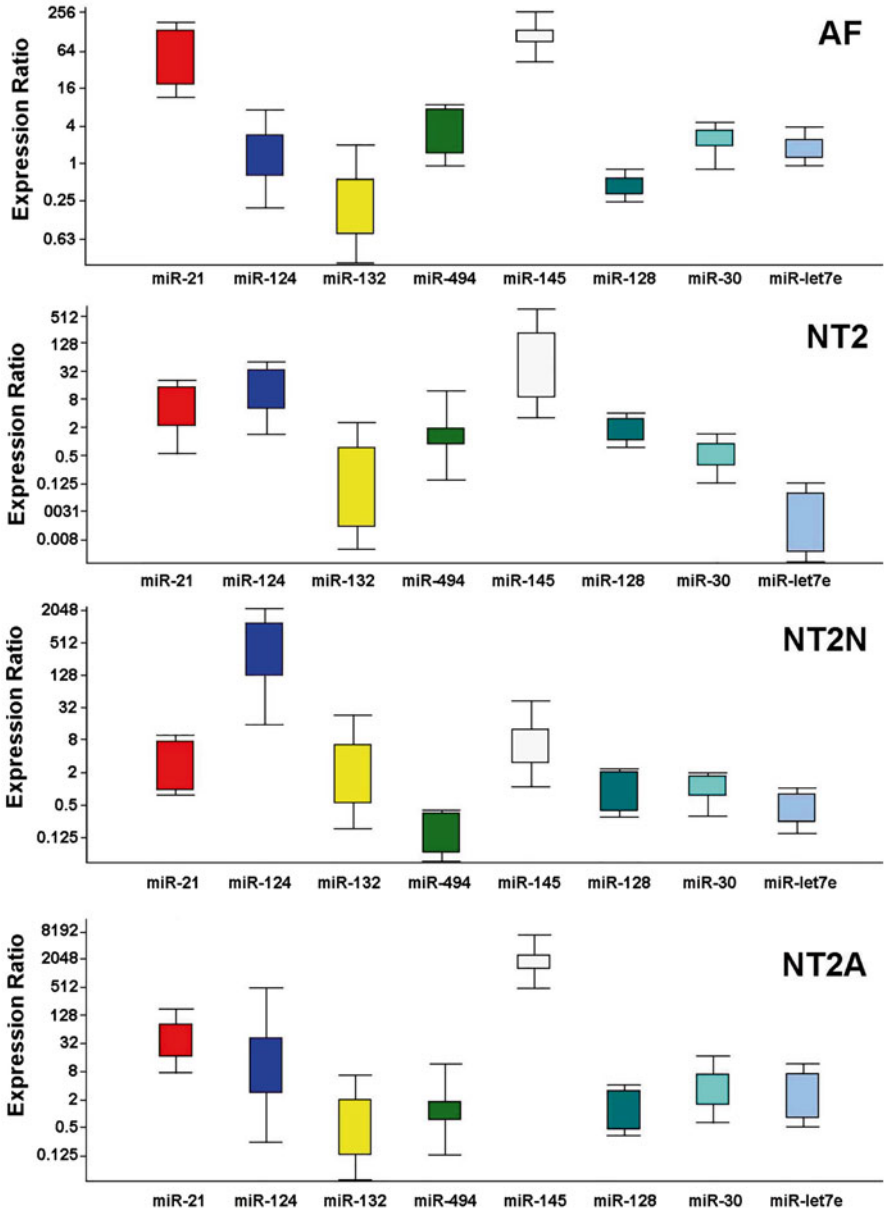 AF
Expression Ratio
256
64
16
4
1
0.25
0.63
miR-21 miR-124 miR-132 miR-494 miR-145 miR-128 miR-30 miR-let7e
NT2
Expression Ratio
512
128
32
8
2
0.5
0.125
0031
0.008
miR-21 miR-124 miR-132 miR-494 miR-145 miR-128 miR-30 miR-let7e
NT2N
Expression Ratio
2048
512
128
32
8
2
0.5
0.125
miR-21 miR-124 miR-132 miR-494 miR-145 miR-128 miR-30 miR-let7e
NT2A
Expression Ratio
8192
2048
512
128
32
8
2
0.5
0.125
miR-21 miR-124 miR-132 miR-494 miR-145 miR-128 miR-30 miR-let7e